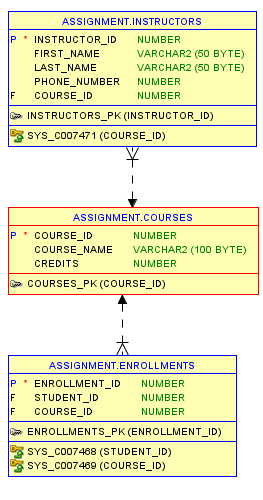 ASSIGNMENT.INSTRUCTORS
P * INSTRUCTOR_ID NUMBER
FIRST_NAME VARCHAR2 (50 BYTE)
LAST_NAME VARCHAR2 (50 BYTE)
PHONE_NUMBER NUMBER
F COURSE_ID NUMBER
INSTRUCTORS_PK (INSTRUCTOR_ID)
SYS_C007471 (COURSE_ID)
ASSIGNMENT.COURSES
P * COURSE_ID NUMBER
COURSE_NAME VARCHAR2 (100 BYTE)
CREDITS NUMBER
COURSES_PK (COURSE_ID)
ASSIGNMENT.ENROLLMENTS
P * ENROLLMENT_ID NUMBER
F STUDENT_ID NUMBER
F COURSE_ID NUMBER
ENROLLMENTS_PK (ENROLLMENT_ID)
SYS_C007468 (STUDENT_ID)
SYS_C007469 (COURSE_ID)